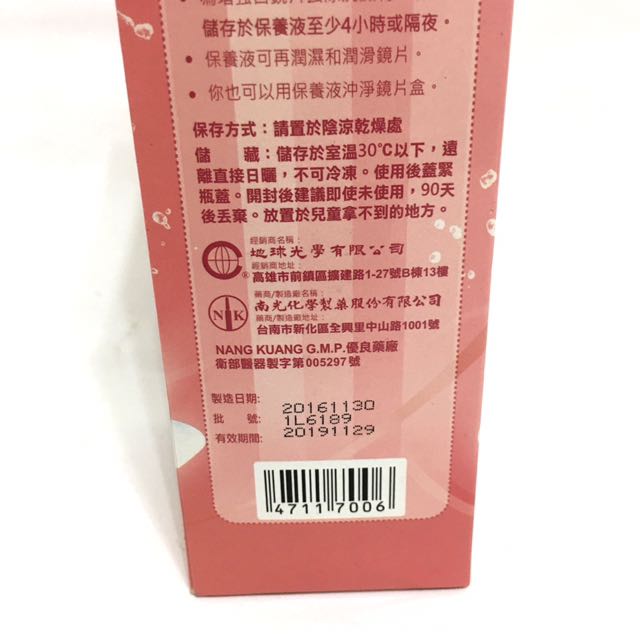 儲存於保養液至少4小時或隔夜。
• 保養液可再潤濕和潤滑鏡片。
• 你也可以用保養液沖淨鏡片盒。
保存方式：請置於陰涼乾燥處
儲　藏：儲存於室溫30℃以下，遠
離直接日曬，不可冷凍。使用後蓋緊
瓶蓋。開封後建議即使未使用，90天
後丟棄。放置於兒童拿不到的地方。
經銷商名稱：
地球光學有限公司
經銷商地址：
®高雄市前鎮區擴建路1-27號B棟13樓
藥商/製造廠名稱：
NK 南光化學製藥股份有限公司
藥商/製造廠地址：
台南市新化區全興里中山路1001號
NANG KUANG G.M.P.優良藥廠
衛部醫器製字第005297號
製造日期: 20161130
批　號: 1L6189
有效期間: 20191129
47117006